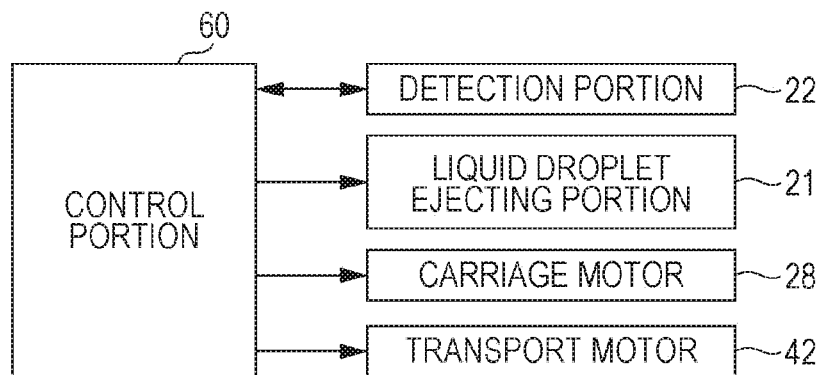 60
CONTROL
PORTION
DETECTION PORTION
22
LIQUID DROPLET
EJECTING PORTION
21
CARRIAGE MOTOR
28
TRANSPORT MOTOR
42